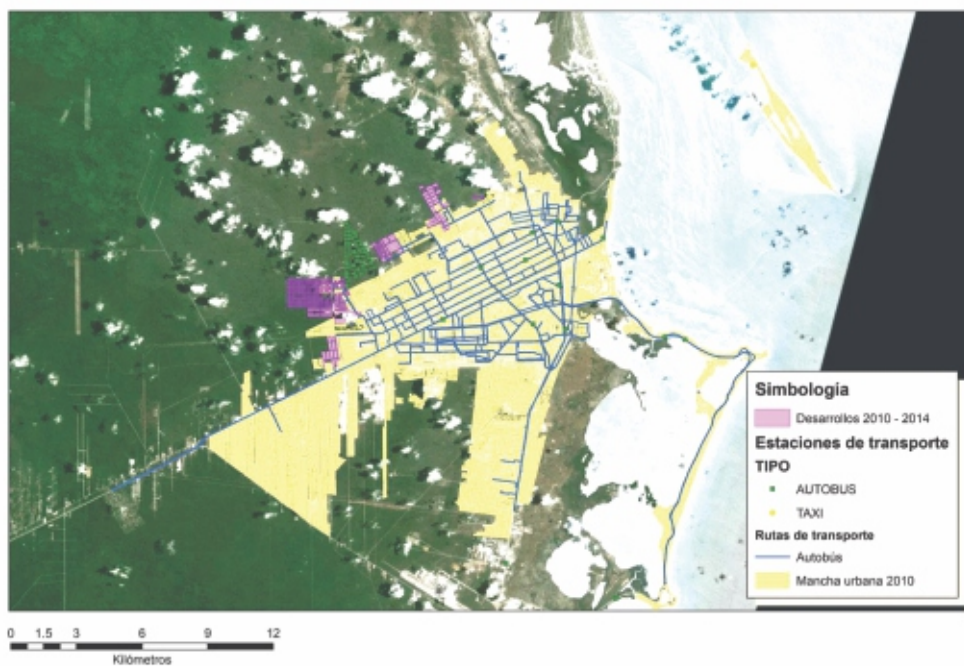 Simbología
Desarrollos 2010 - 2014
Estaciones de transporte
TIPO
AUTOBUS
TAXI
Rutas de transporte
Autobús
Mancha urbana 2010
0 1.5 3 6 9 12
Kilómetros